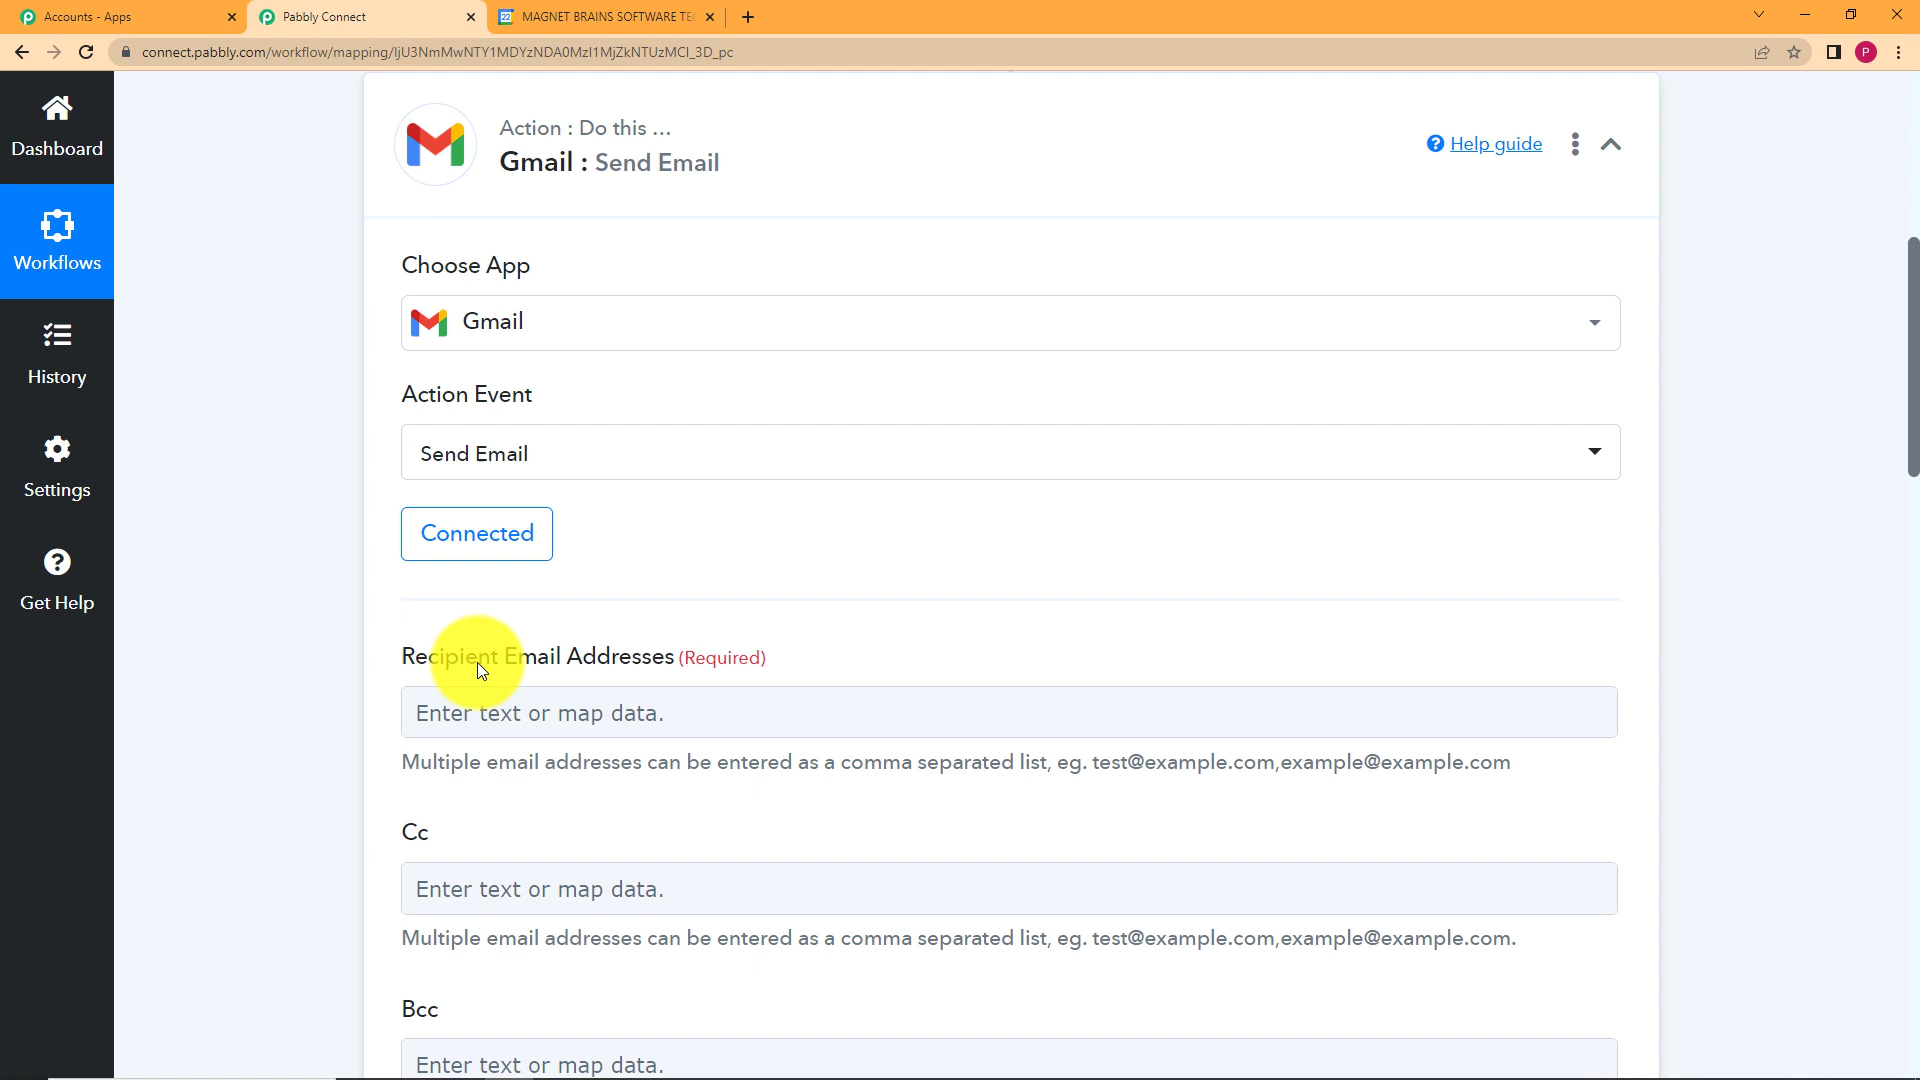 Accounts - Apps
Pabbly Connect
MAGNET BRAINS SOFTWARE TEC
connect.pabbly.com/workflow/mapping/
P
Dashboard
Workflows
History
Settings
Get Help
Action : Do this ...
Gmail : Send Email
Help guide
Choose App
Gmail
Action Event
Send Email
Connected
Recipient Email Addresses (Required)
Enter text or map data.
Multiple email addresses can be entered as a comma separated list, eg. test@example.com,example@example.com
Cc
Enter text or map data.
Multiple email addresses can be entered as a comma separated list, eg. test@example.com,example@example.com.
Bcc
Enter text or map data.